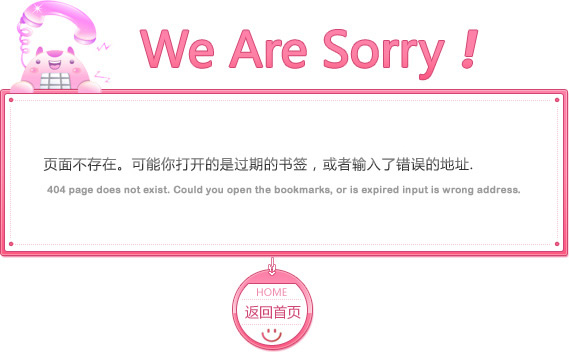 We Are Sorry !
页面不存在。可能你打开的是过期的书签，或者输入了错误的地址.
404 page does not exist. Could you open the bookmarks, or is expired input is wrong address.
HOME
返回首页